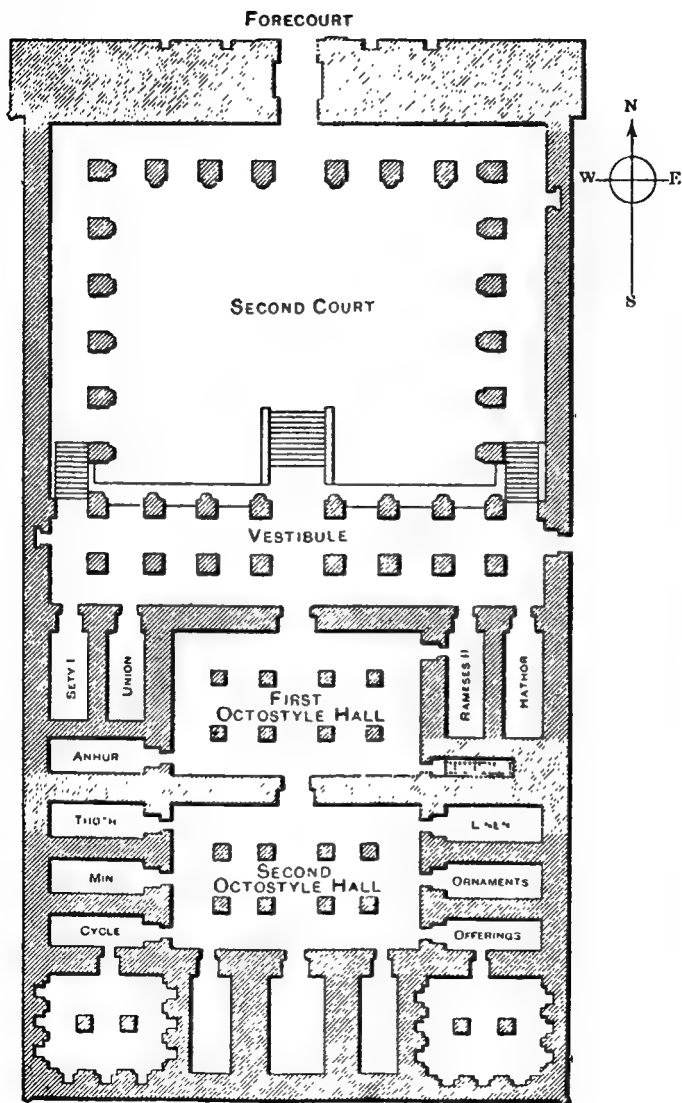 FORECOURT
N
W E
S
SECOND COURT
VESTIBULE
SETY I
UNION
RAMESES II
HATHOR
FIRST
OCTOSTYLE HALL
ANHUR
THOTH
LINEN
MIN
SECOND
OCTOSTYLE HALL
ORNAMENTS
CYCLE
OFFERINGS